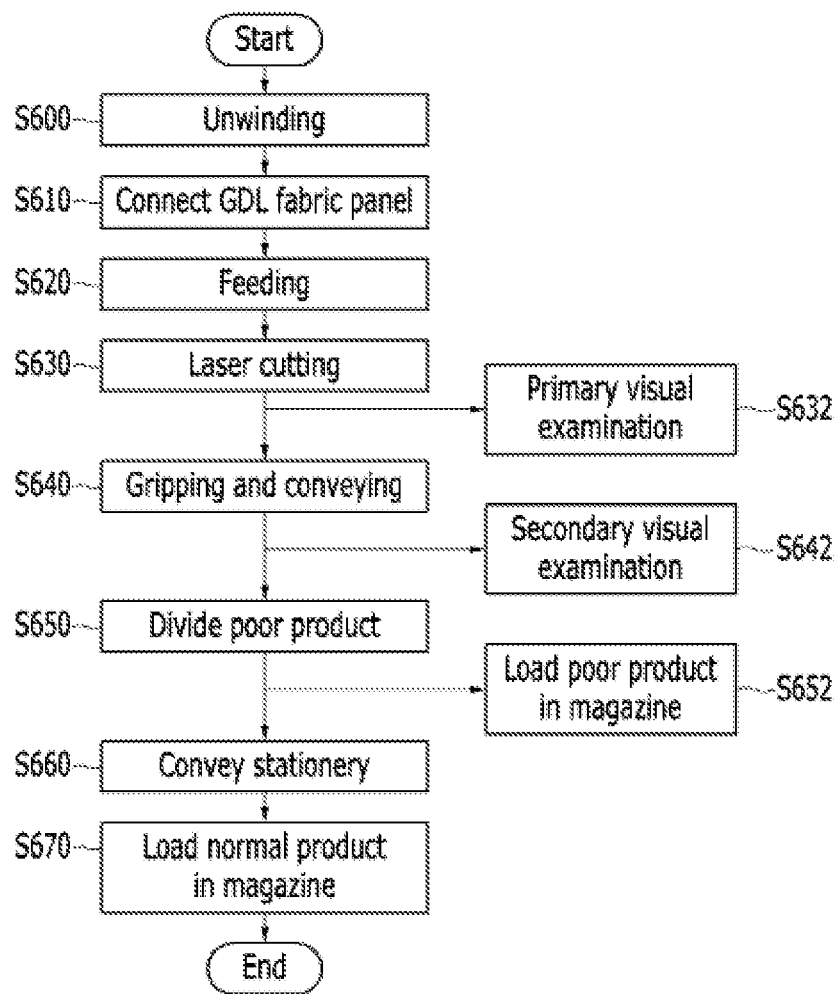 Start
S600
Unwinding
S610
Connect GDL fabric panel
S620
Feeding
S630
Laser cutting
Primary visual
examination
S632
S640
Gripping and conveying
Secondary visual
examination
S642
S650
Divide poor product
Load poor product
in magazine
S652
S660
Convey stationery
S670
Load normal product
in magazine
End